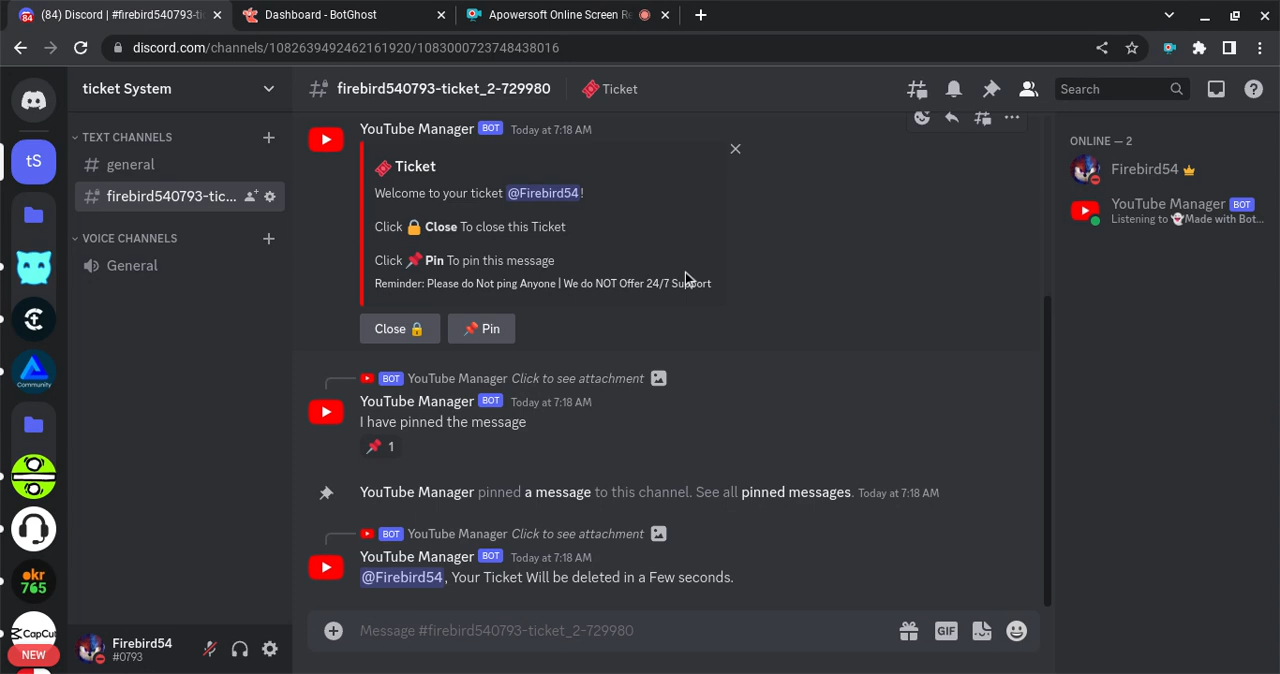 (84) Discord | #firebird540793-ti
Dashboard - BotGhost
Apowersoft Online Screen Re
discord.com/channels/1082639492462161920/1083000723748438016
ticket System
firebird540793-ticket_2-729980
Ticket
Search
TEXT CHANNELS
general
firebird540793-tic...
VOICE CHANNELS
General
tS
Community
okr
765
CapCu
NEW
Firebird54
#0793
YouTube Manager BOT Today at 7:18 AM
Ticket
Welcome to your ticket @Firebird54!
Click 🔒 Close To close this Ticket
Click 📌 Pin To pin this message
Reminder: Please do Not ping Anyone | We do NOT Offer 24/7 Support
Close 🔒
📌 Pin
BOT YouTube Manager Click to see attachment
YouTube Manager BOT Today at 7:18 AM
I have pinned the message
📌 1
YouTube Manager pinned a message to this channel. See all pinned messages. Today at 7:18 AM
BOT YouTube Manager Click to see attachment
YouTube Manager BOT Today at 7:18 AM
@Firebird54, Your Ticket Will be deleted in a Few seconds.
Message #firebird540793-ticket_2-729980
GIF
ONLINE — 2
Firebird54
YouTube Manager BOT
Listening to 👻Made with Bot...